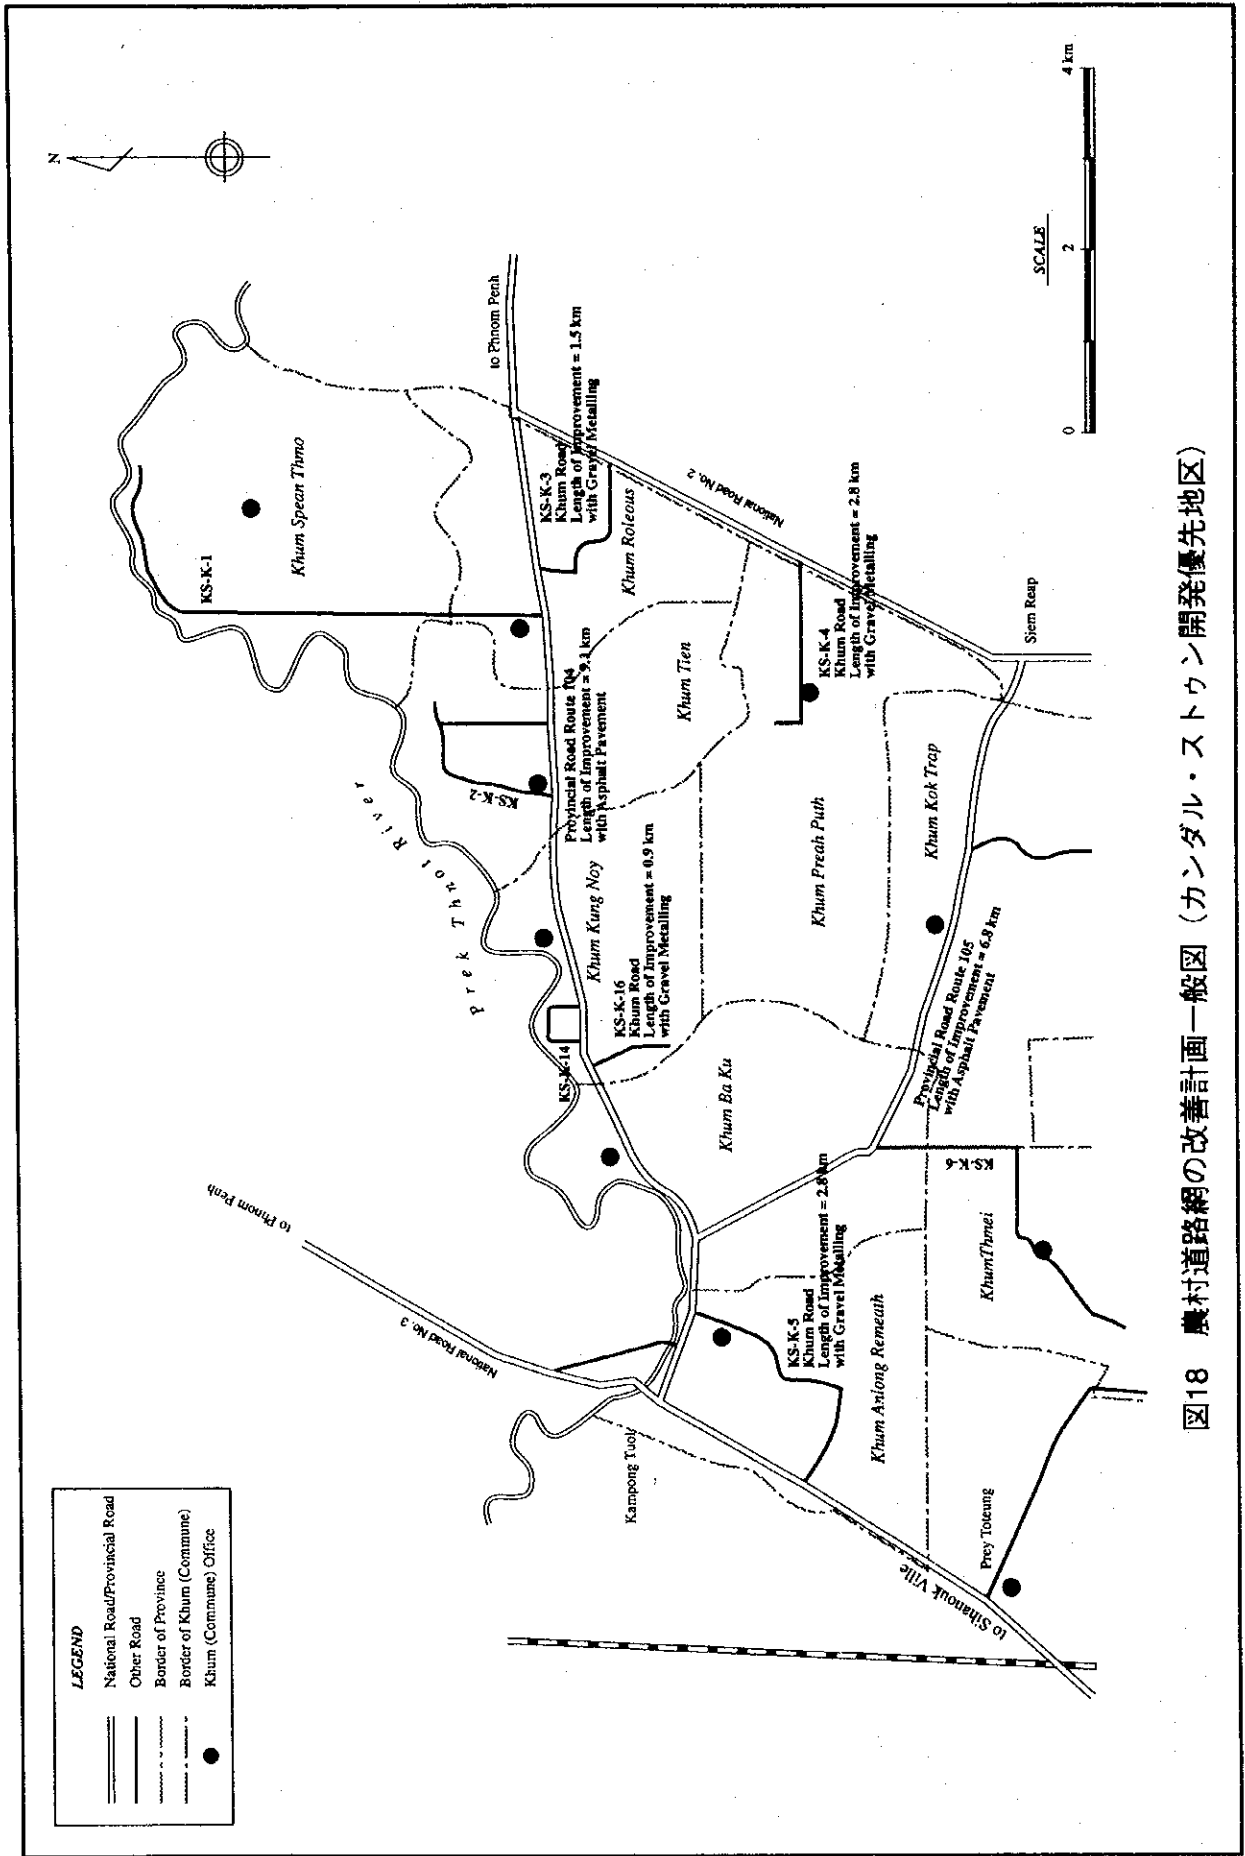 LEGEND
National Road/Provincial Road
Other Road
Border of Province
Border of Khum (Commune)
Khum (Commune) Office
N
to Phnom Penh
National Road No. 3
Kampong Tuol
Prek Thnot River
KS-K-1
Khum Spean Thmo
to Phnom Penh
KS-K-2
KS-K-3
Khum Road
Length of Improvement = 1.5 km
with Gravel Metalling
Khum Roleous
Provincial Road Route 104
Length of Improvement = 9.1 km
with Asphalt Pavement
Khum Kung Noy
KS-K-14
KS-K-16
Khum Road
Length of Improvement = 0.9 km
with Gravel Metalling
Khum Tien
National Road No.2
Khum Ba Ku
KS-K-5
Khum Road
Length of Improvement = 2.8 km
with Gravel Metalling
Khum Preah Puth
KS-K-4
Khum Road
Length of Improvement = 2.8 km
with Gravel Metalling
Khum Anlong Remeath
Khum Kok Trap
Provincial Road Route 105
Length of Improvement = 6.8 km
with Asphalt Pavement
KS-K-6
KhumThmei
Prey Toteung
to Sihanouk Ville
Siem Reap
SCALE
0 2 4 km
図18 農村道路網の改善計画一般図(カンダル・ストゥン開発優先地区)